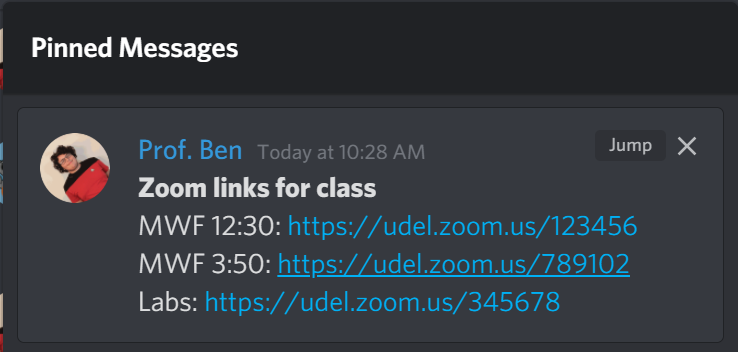 Pinned Messages
Prof. Ben Today at 10:28 AM Jump
Zoom links for class
MWF 12:30: https://udel.zoom.us/123456
MWF 3:50: https://udel.zoom.us/789102
Labs: https://udel.zoom.us/345678